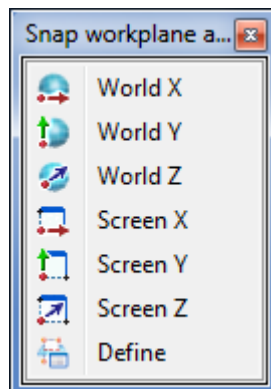 Snap workplane a...
World X
World Y
World Z
Screen X
Screen Y
Screen Z
Define